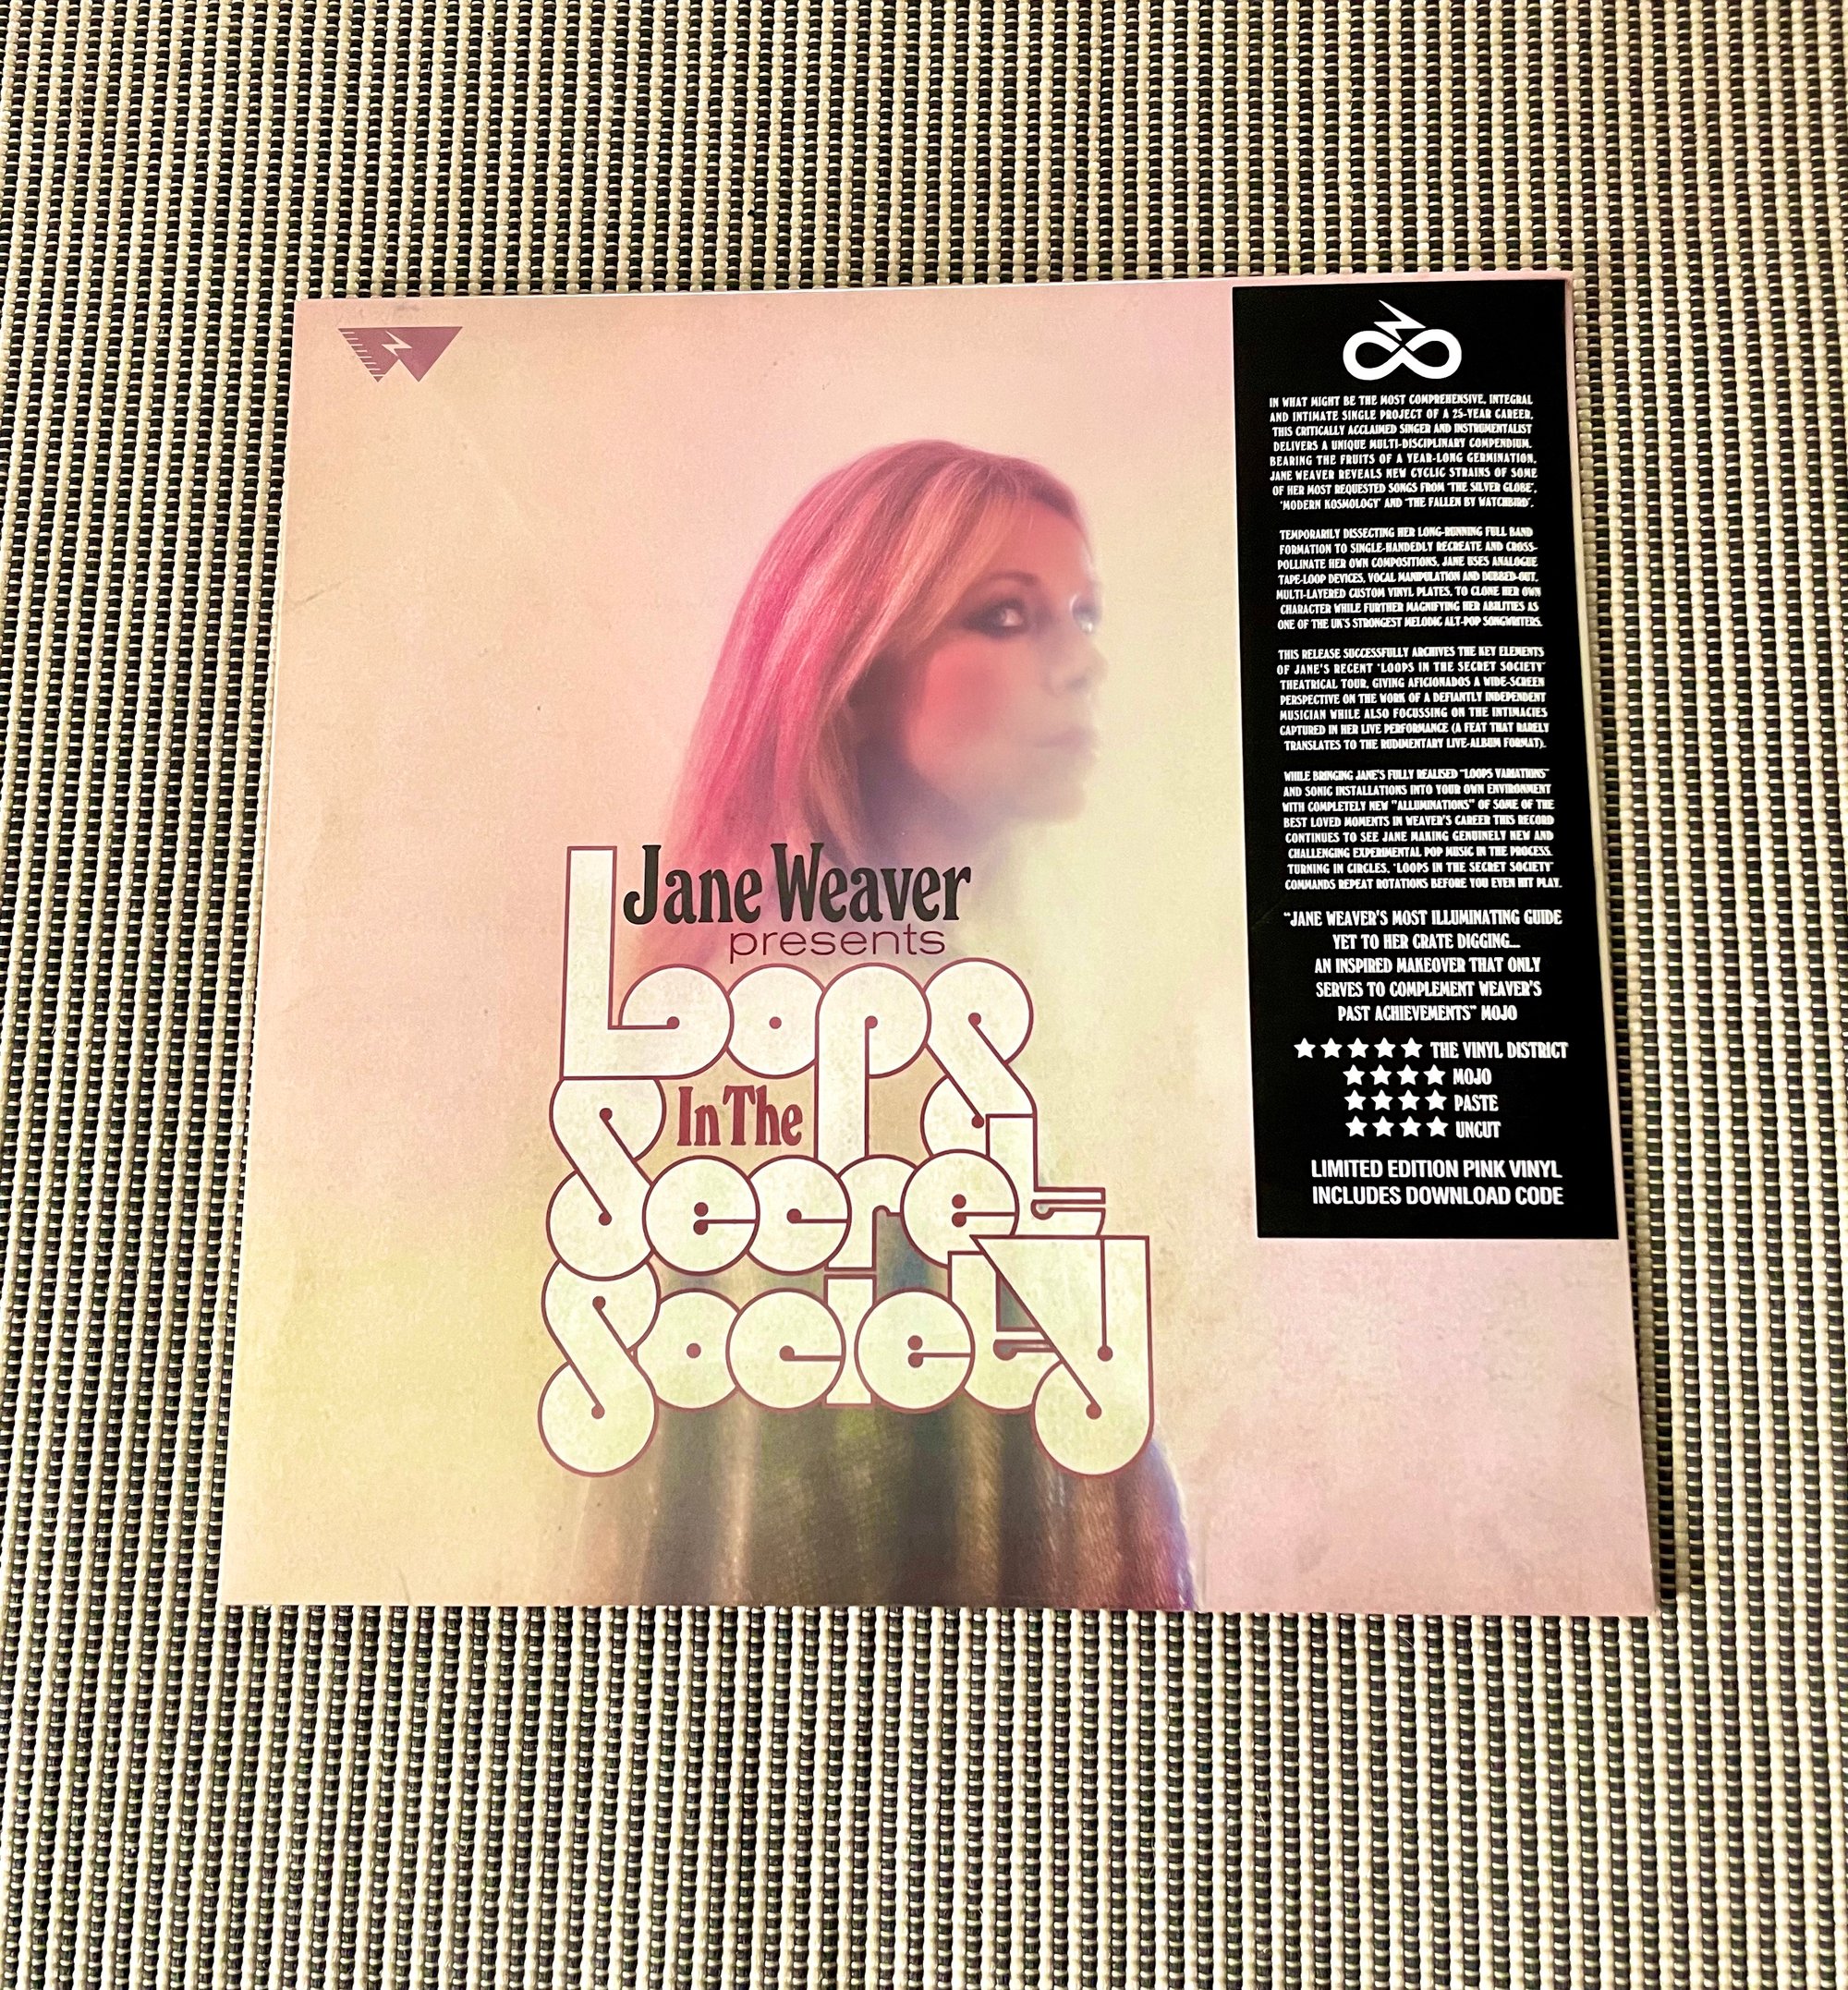 Jane Weaver
presents
Loops
In The
Secret
Society
IN WHAT MIGHT BE THE MOST COMPREHENSIVE, INTEGRAL
AND INTIMATE SINGLE PROJECT OF A 25-YEAR CAREER,
THIS CRITICALLY ACCLAIMED SINGER AND INSTRUMENTALIST
DELIVERS A UNIQUE MULTI-DISCIPLINARY COMPENDIUM.
BEARING THE FRUITS OF A YEAR-LONG GERMINATION,
JANE WEAVER REVEALS NEW CYCLIC STRAINS OF SOME
OF HER MOST REQUESTED SONGS FROM 'THE SILVER GLOBE',
'MODERN KOSMOLOGY' AND 'THE FALLEN BY WATCHBIRD'.
TEMPORARILY DISSECTING HER LONG-RUNNING FULL BAND
FORMATION TO SINGLE-HANDEDLY RECREATE AND CROSS-
POLLINATE HER OWN COMPOSITIONS, JANE USES ANALOGUE
TAPE-LOOP DEVICES, VOCAL MANIPULATION AND DUBBED-OUT,
MULTI-LAYERED CUSTOM VINYL PLATES, TO CLONE HER OWN
CHARACTER WHILE FURTHER MAGNIFYING HER ABILITIES AS
ONE OF THE UK'S STRONGEST MELODIC ALT-POP SONGWRITERS.
THIS RELEASE SUCCESSFULLY ARCHIVES THE KEY ELEMENTS
OF JANE'S RECENT 'LOOPS IN THE SECRET SOCIETY'
THEATRICAL TOUR, GIVING AFICIONADOS A WIDE-SCREEN
PERSPECTIVE ON THE WORK OF A DEFIANTLY INDEPENDENT
MUSICIAN WHILE ALSO FOCUSSING ON THE INTIMACIES
CAPTURED IN HER LIVE PERFORMANCE (A FEAT THAT RARELY
TRANSLATES TO THE RUDIMENTARY LIVE-ALBUM FORMAT).
WHILE BRINGING JANE'S FULLY REALISED "LOOPS VARIATIONS"
AND SONIC INSTALLATIONS INTO YOUR OWN ENVIRONMENT
WITH COMPLETELY NEW "ALLUMINATIONS" OF SOME OF THE
BEST LOVED MOMENTS IN WEAVER'S CAREER THIS RECORD
CONTINUES TO SEE JANE MAKING GENUINELY NEW AND
CHALLENGING EXPERIMENTAL POP MUSIC IN THE PROCESS.
TURNING IN CIRCLES, 'LOOPS IN THE SECRET SOCIETY'
COMMANDS REPEAT ROTATIONS BEFORE YOU EVEN HIT PLAY.
"JANE WEAVER'S MOST ILLUMINATING GUIDE
YET TO HER CRATE DIGGING...
AN INSPIRED MAKEOVER THAT ONLY
SERVES TO COMPLEMENT WEAVER'S
PAST ACHIEVEMENTS" MOJO
★★★★★ THE VINYL DISTRICT
★★★★ MOJO
★★★★ PASTE
★★★★ UNCUT
LIMITED EDITION PINK VINYL
INCLUDES DOWNLOAD CODE